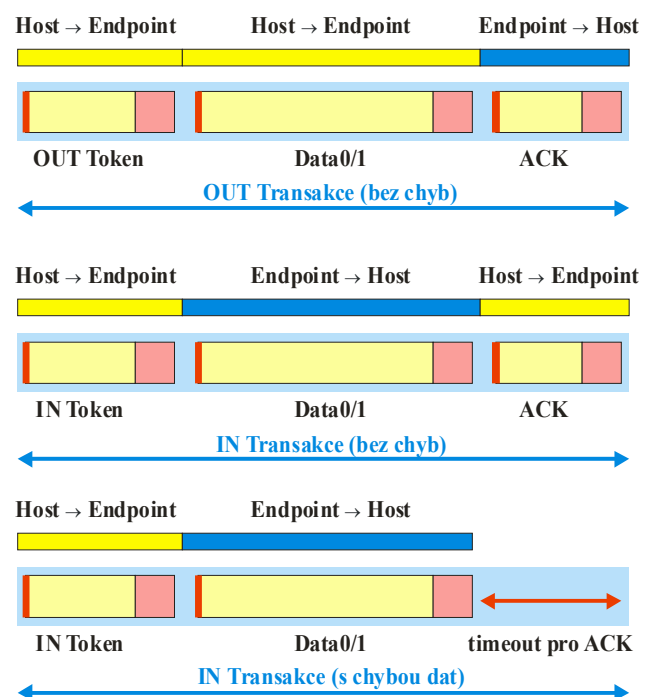 Host → Endpoint Host → Endpoint Endpoint → Host
OUT Token Data0/1 ACK
OUT Transakce (bez chyb)
Host → Endpoint Endpoint → Host Host → Endpoint
IN Token Data0/1 ACK
IN Transakce (bez chyb)
Host → Endpoint Endpoint → Host
IN Token Data0/1 timeout pro ACK
IN Transakce (s chybou dat)